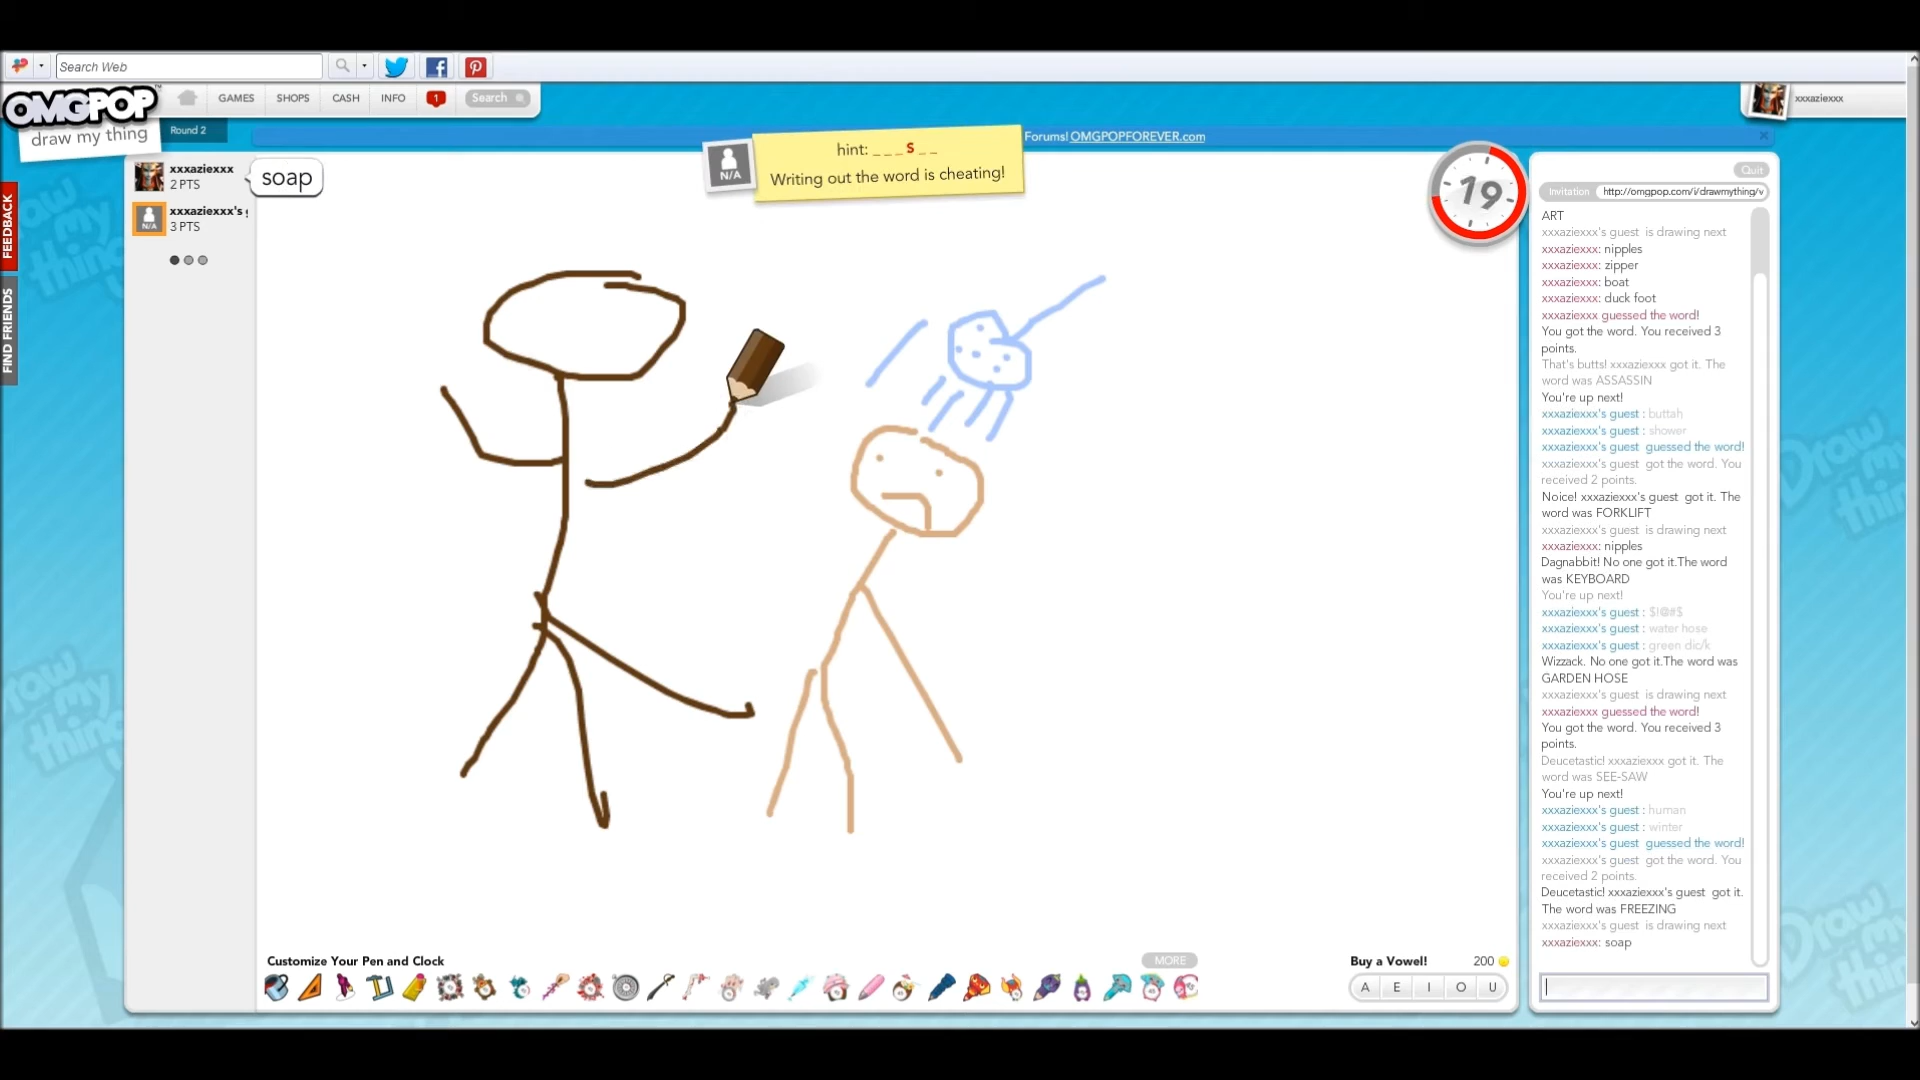 Search Web
OMGPOP
draw my thing
GAMES SHOPS CASH INFO 1 Search
xxxaziexxx
Round 2
Forums! OMGPOPFOREVER.com
FEEDBACK
FIND FRIENDS
xxxaziexxx
2 PTS
soap
xxxaziexxx's
3 PTS
N/A
N/A
hint: _ _ _ S _ _
Writing out the word is cheating!
19
Quit
Invitation http://omgpop.com/i/drawmything/v
ART
xxxaziexxx's guest is drawing next
xxxaziexxx: nipples
xxxaziexxx: zipper
xxxaziexxx: boat
xxxaziexxx: duck foot
xxxaziexxx guessed the word!
You got the word. You received 3
points.
That's butts! xxxaziexxx got it. The
word was ASSASSIN
You're up next!
xxxaziexxx's guest : buttah
xxxaziexxx's guest : shower
xxxaziexxx's guest guessed the word!
xxxaziexxx's guest got the word. You
received 2 points.
Noice! xxxaziexxx's guest got it. The
word was FORKLIFT
xxxaziexxx's guest is drawing next
xxxaziexxx: nipples
Dagnabbit! No one got it.The word
was KEYBOARD
You're up next!
xxxaziexxx's guest : $!@#$
xxxaziexxx's guest : water hose
xxxaziexxx's guest : green dic/k
Wizzack. No one got it.The word was
GARDEN HOSE
xxxaziexxx's guest is drawing next
xxxaziexxx guessed the word!
You got the word. You received 3
points.
Deucetastic! xxxaziexxx got it. The
word was SEE-SAW
You're up next!
xxxaziexxx's guest : human
xxxaziexxx's guest : winter
xxxaziexxx's guest guessed the word!
xxxaziexxx's guest got the word. You
received 2 points.
Deucetastic! xxxaziexxx's guest got it.
The word was FREEZING
xxxaziexxx's guest is drawing next
xxxaziexxx: soap
Customize Your Pen and Clock
MORE
Buy a Vowel! 200
A E I O U